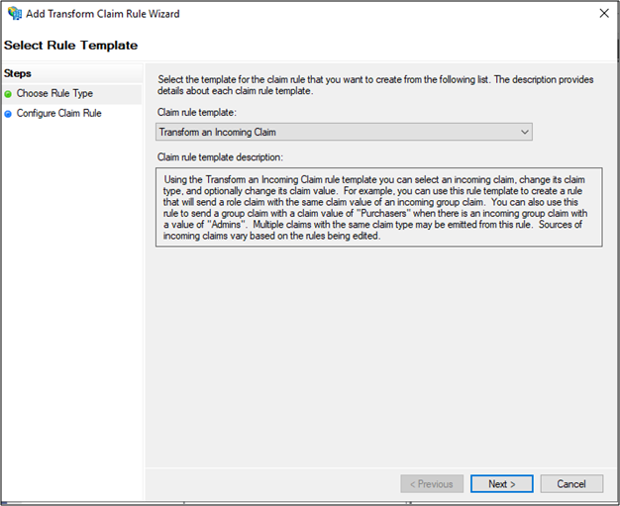 Add Transform Claim Rule Wizard
Select Rule Template
Steps
Choose Rule Type
Configure Claim Rule
Select the template for the claim rule that you want to create from the following list. The description provides
details about each claim rule template.
Claim rule template:
Transform an Incoming Claim
Claim rule template description:
Using the Transform an Incoming Claim rule template you can select an incoming claim, change its claim
type, and optionally change its claim value.  For example, you can use this rule template to create a rule
that will send a role claim with the same claim value of an incoming group claim.  You can also use this
rule to send a group claim with a claim value of "Purchasers" when there is an incoming group claim with
a value of "Admins".  Multiple claims with the same claim type may be emitted from this rule.  Sources of
incoming claims vary based on the rules being edited.
< Previous
Next >
Cancel